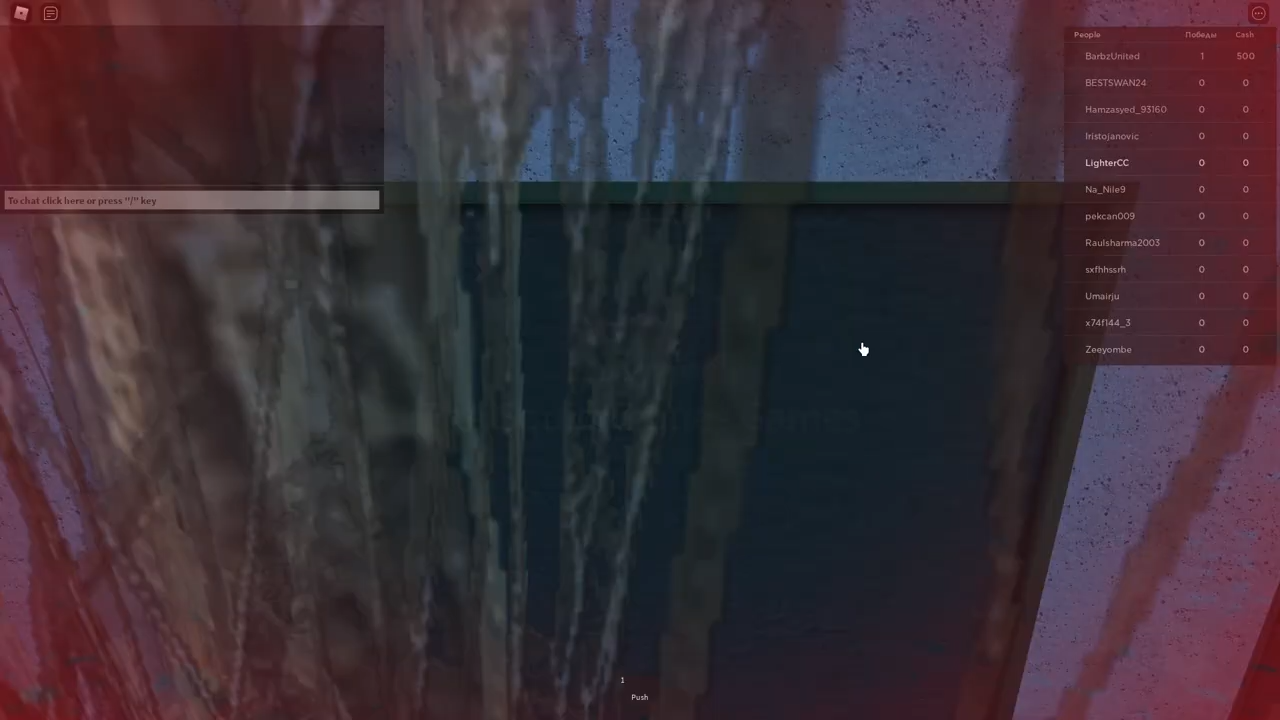 People Победы Cash
BarbzUnited 1 500
BESTSWAN24 0 0
Hamzasyed_93160 0 0
Iristojanovic 0 0
To chat click here or press "/" key
LighterCC 0 0
Na_Nile9 0 0
pekcan009 0 0
Raulsharma2003 0 0
sxfhhssrh 0 0
Umairju 0 0
x74f144_3 0 0
Zeeyombe 0 0
1
Push